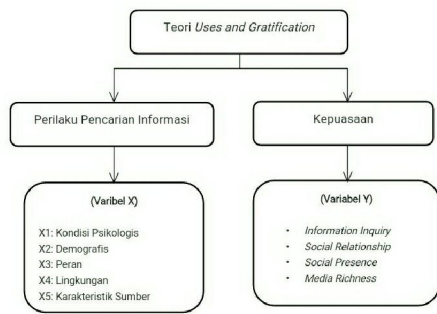 Teori Uses and Gratification
Perilaku Pencarian Informasi
Kepuasaan
(Varibel X)
X1: Kondisi Psikologis
X2: Demografis
X3: Peran
X4: Lingkungan
X5: Karakteristik Sumber
(Variabel Y)
• Information Inquiry
• Social Relationship
• Social Presence
• Media Richness